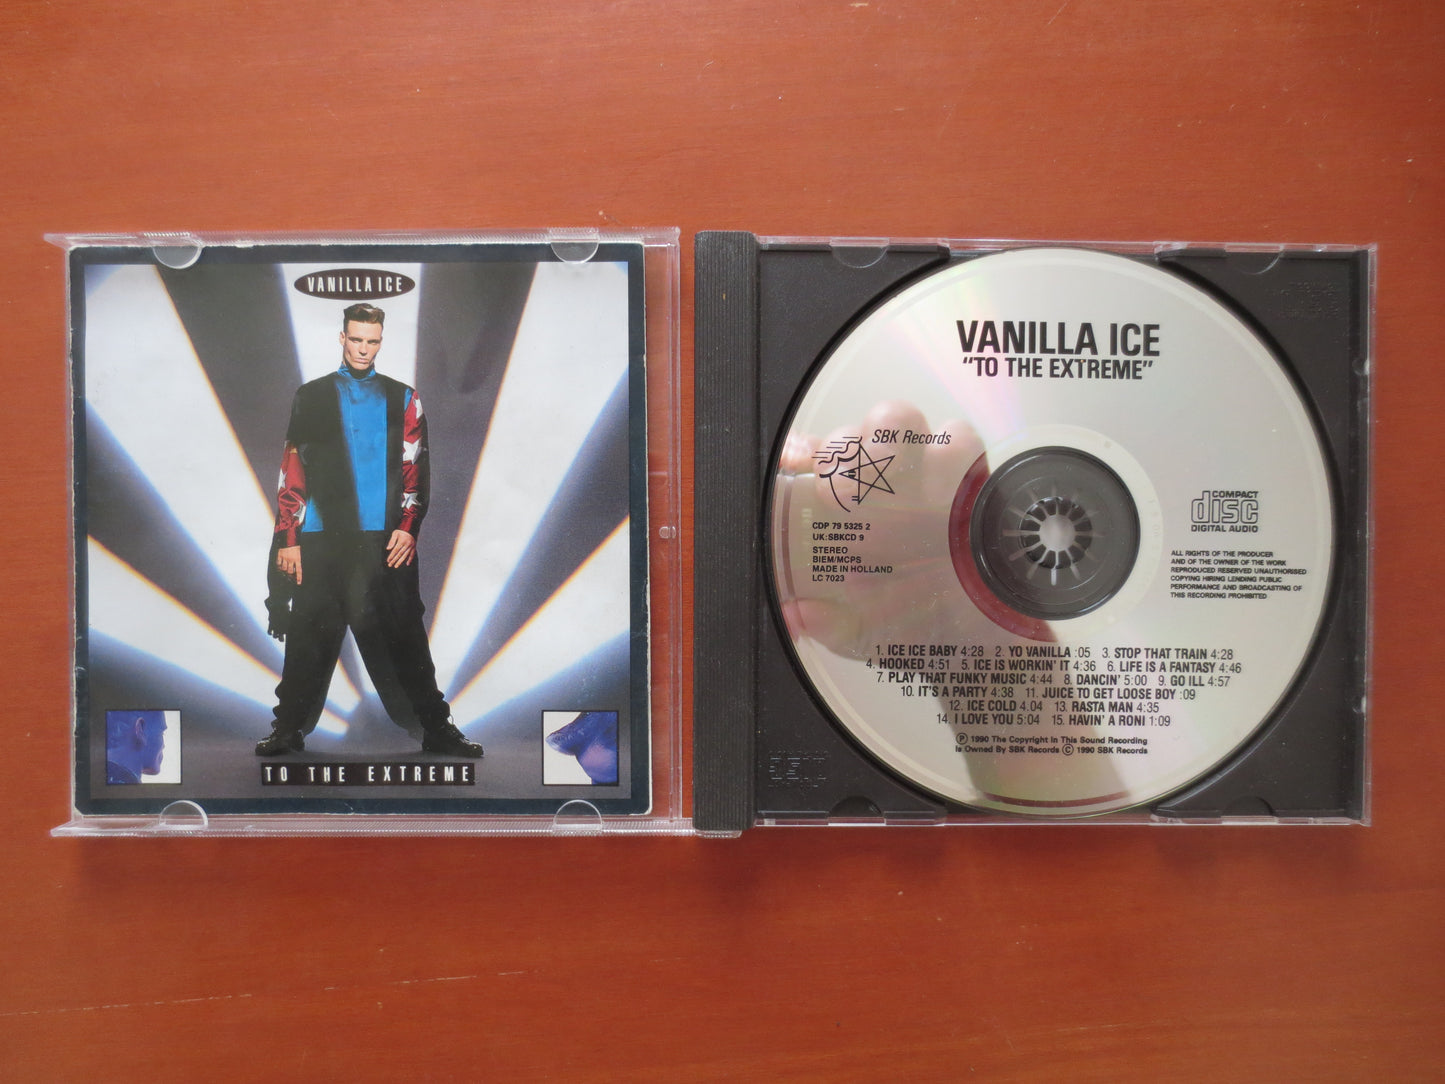 VANILLA ICE
TO THE EXTREME
VANILLA ICE
"TO THE EXTREME"
SBK Records
CDP 79 5325 2
UK:SBKCD 9
STEREO
BIEM/MCPS
MADE IN HOLLAND
LC 7023
COMPACT
disc
DIGITAL AUDIO
ALL RIGHTS OF THE PRODUCER
AND OF THE OWNER OF THE WORK
REPRODUCED RESERVED UNAUTHORISED
COPYING HIRING LENDING PUBLIC
PERFORMANCE AND BROADCASTING OF
THIS RECORDING PROHIBITED
1. ICE ICE BABY 4:28 2. YO VANILLA :05 3. STOP THAT TRAIN 4:28
4. HOOKED 4:51 5. ICE IS WORKIN' IT 4:36 6. LIFE IS A FANTASY 4:46
7. PLAY THAT FUNKY MUSIC 4:44 8. DANCIN' 5:00 9. GO ILL 4:57
10. IT'S A PARTY 4:38 11. JUICE TO GET LOOSE BOY :09
12. ICE COLD 4.04 13. RASTA MAN 4:35
14. I LOVE YOU 5:04 15. HAVIN' A RONI 1:09
Ⓟ 1990 The Copyright In This Sound Recording
Is Owned By SBK Records Ⓒ 1990 SBK Records